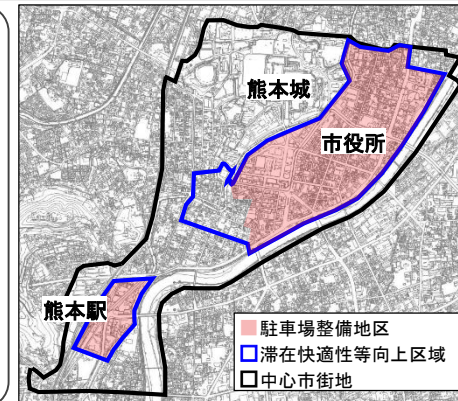 熊本城
市役所
熊本駅
駐車場整備地区
滞在快適性等向上区域
中心市街地